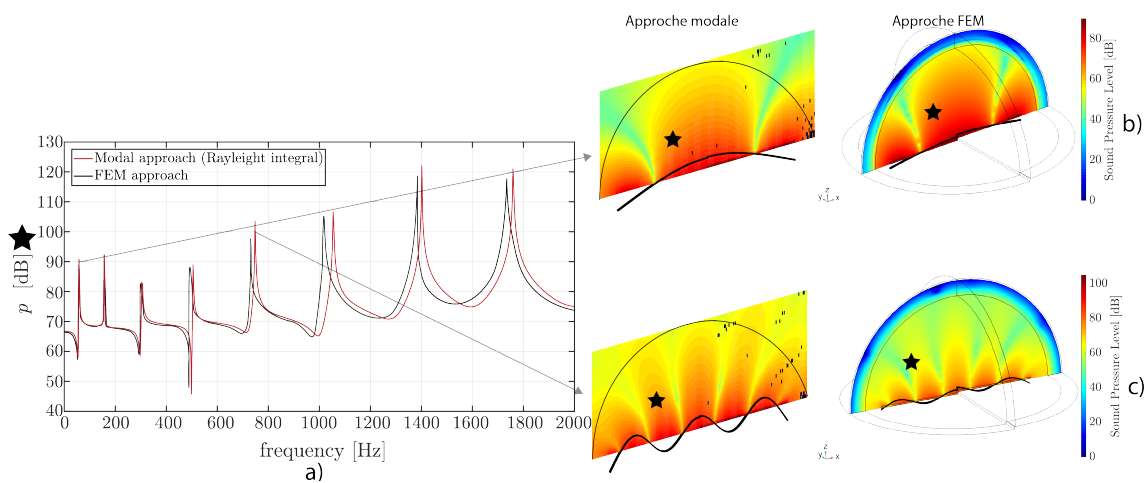 Approche modale
Approche FEM
130
120
110
100
90
80
70
60
50
40
p [dB]
Modal approach (Rayleight integral)
FEM approach
0 200 400 600 800 1000 1200 1400 1600 1800 2000
frequency [Hz]
a)
z
y x
80
60
40
20
0
Sound Pressure Level [dB]
b)
z
y x
100
80
60
40
20
0
Sound Pressure Level [dB]
c)